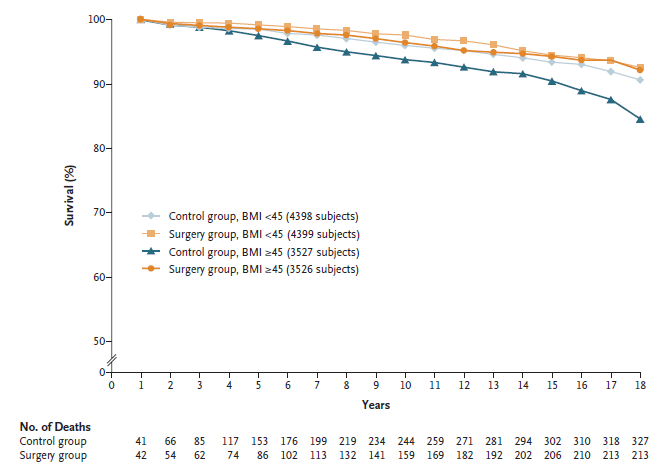 100
90
80
70
60
50
0
Survival (%)
Control group, BMI <45 (4398 subjects)
Surgery group, BMI <45 (4399 subjects)
Control group, BMI ≥45 (3527 subjects)
Surgery group, BMI ≥45 (3526 subjects)
0 1 2 3 4 5 6 7 8 9 10 11 12 13 14 15 16 17 18
Years
No. of Deaths
Control group 41 66 85 117 153 176 199 219 234 244 259 271 281 294 302 310 318 327
Surgery group 42 54 62 74 86 102 113 132 141 159 169 182 192 202 206 210 213 213